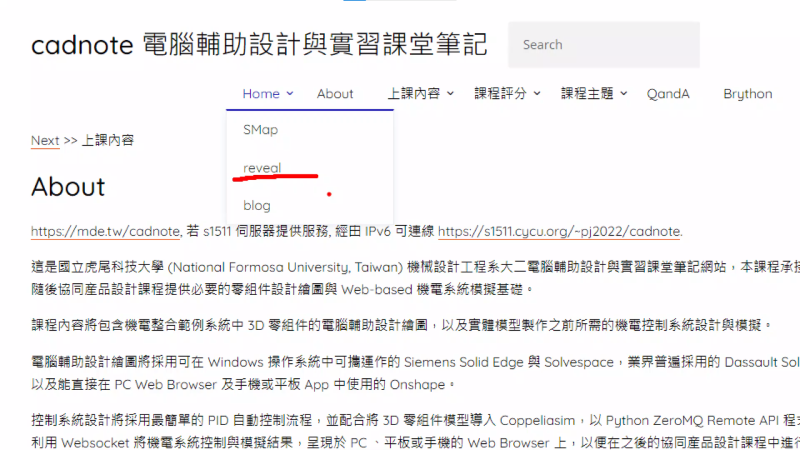 cadnote 電腦輔助設計與實習課堂筆記
Search
Home
About
上課內容
課程評分
課程主題
QandA
Brython
SMap
reveal
blog
Next >> 上課內容
About
https://mde.tw/cadnote, 若 s1511 伺服器提供服務, 經由 IPv6 可連線 https://s1511.cycu.org/~pj2022/cadnote.
這是國立虎尾科技大學 (National Formosa University, Taiwan) 機械設計工程系大二電腦輔助設計與實習課堂筆記網站，本課程承接
隨後協同產品設計課程提供必要的零組件設計繪圖與 Web-based 機電系統模擬基礎。
課程內容將包含機電整合範例系統中 3D 零組件的電腦輔助設計繪圖，以及實體模型製作之前所需的機電控制系統設計與模擬。
電腦輔助設計繪圖將採用可在 Windows 操作系統中可攜運作的 Siemens Solid Edge 與 Solvespace，業界普遍採用的 Dassault Sol
以及能直接在 PC Web Browser 及手機或平板 App 中使用的 Onshape。
控制系統設計將採用最簡單的 PID 自動控制流程，並配合將 3D 零組件模型導入 Coppeliasim，以 Python ZeroMQ Remote API 程
利用 Websocket 將機電系統控制與模擬結果，呈現於 PC 、平板或手機的 Web Browser 上，以便在之後的協同產品設計課程中進行